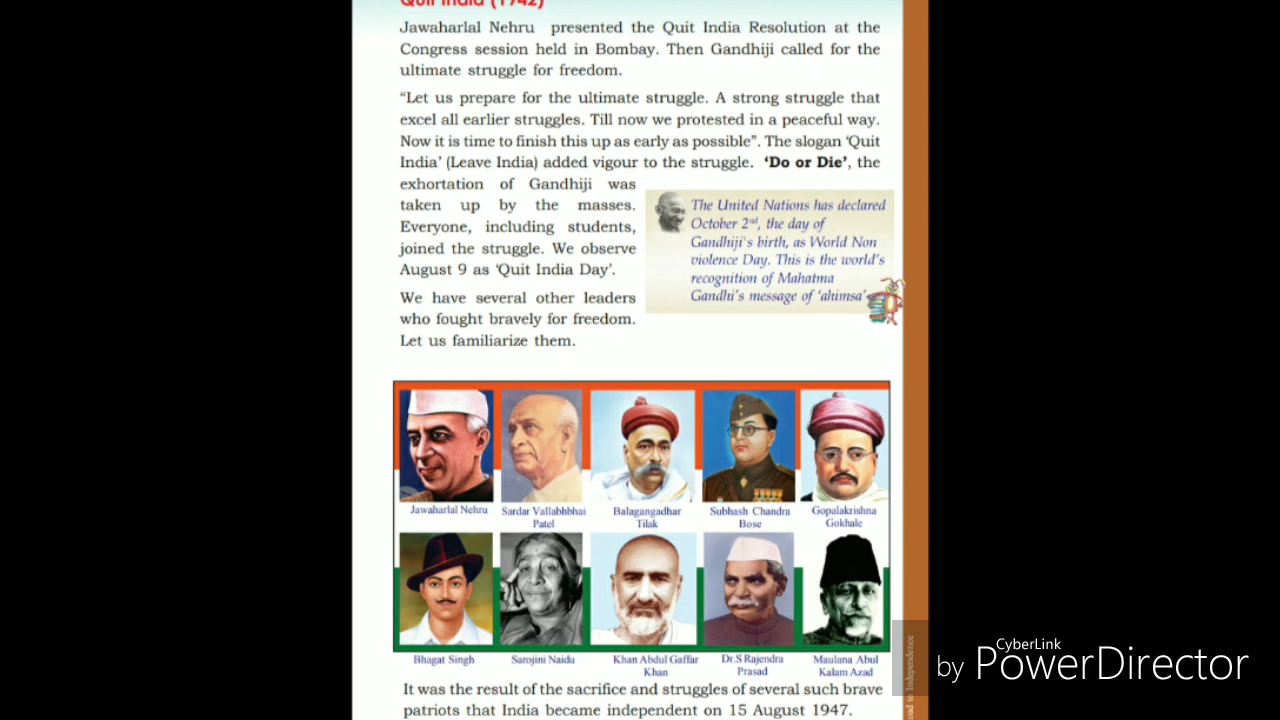 Quit India (1942)
Jawaharlal Nehru presented the Quit India Resolution at the
Congress session held in Bombay. Then Gandhiji called for the
ultimate struggle for freedom.
“Let us prepare for the ultimate struggle. A strong struggle that
excel all earlier struggles. Till now we protested in a peaceful way.
Now it is time to finish this up as early as possible”. The slogan ‘Quit
India’ (Leave India) added vigour to the struggle. ‘Do or Die’, the
exhortation of Gandhiji was
taken up by the masses.
Everyone, including students,
joined the struggle. We observe
August 9 as ‘Quit India Day’.
The United Nations has declared
October 2nd, the day of
Gandhiji's birth, as World Non
violence Day. This is the world’s
recognition of Mahatma
Gandhi’s message of ‘ahimsa’
We have several other leaders
who fought bravely for freedom.
Let us familiarize them.
Jawaharlal Nehru
Sardar Vallabhbhai
Patel
Balagangadhar
Tilak
Subhash Chandra
Bose
Gopalakrishna
Gokhale
Bhagat Singh
Sarojini Naidu
Khan Abdul Gaffar
Khan
Dr.S Rajendra
Prasad
Maulana Abul
Kalam Azad
It was the result of the sacrifice and struggles of several such brave
patriots that India became independent on 15 August 1947.
to Independence
CyberLink
by PowerDirector